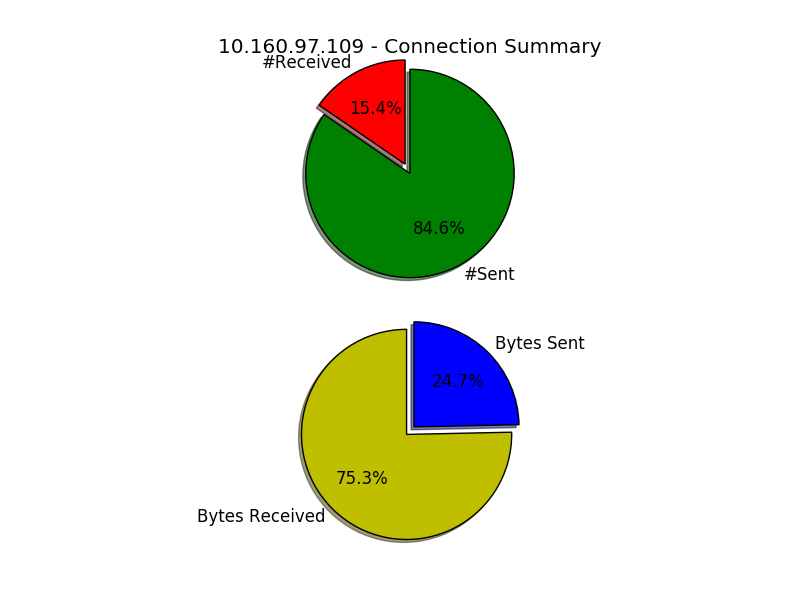 10.160.97.109 - Connection Summary
#Received
15.4%
84.6%
#Sent
Bytes Sent
24.7%
75.3%
Bytes Received